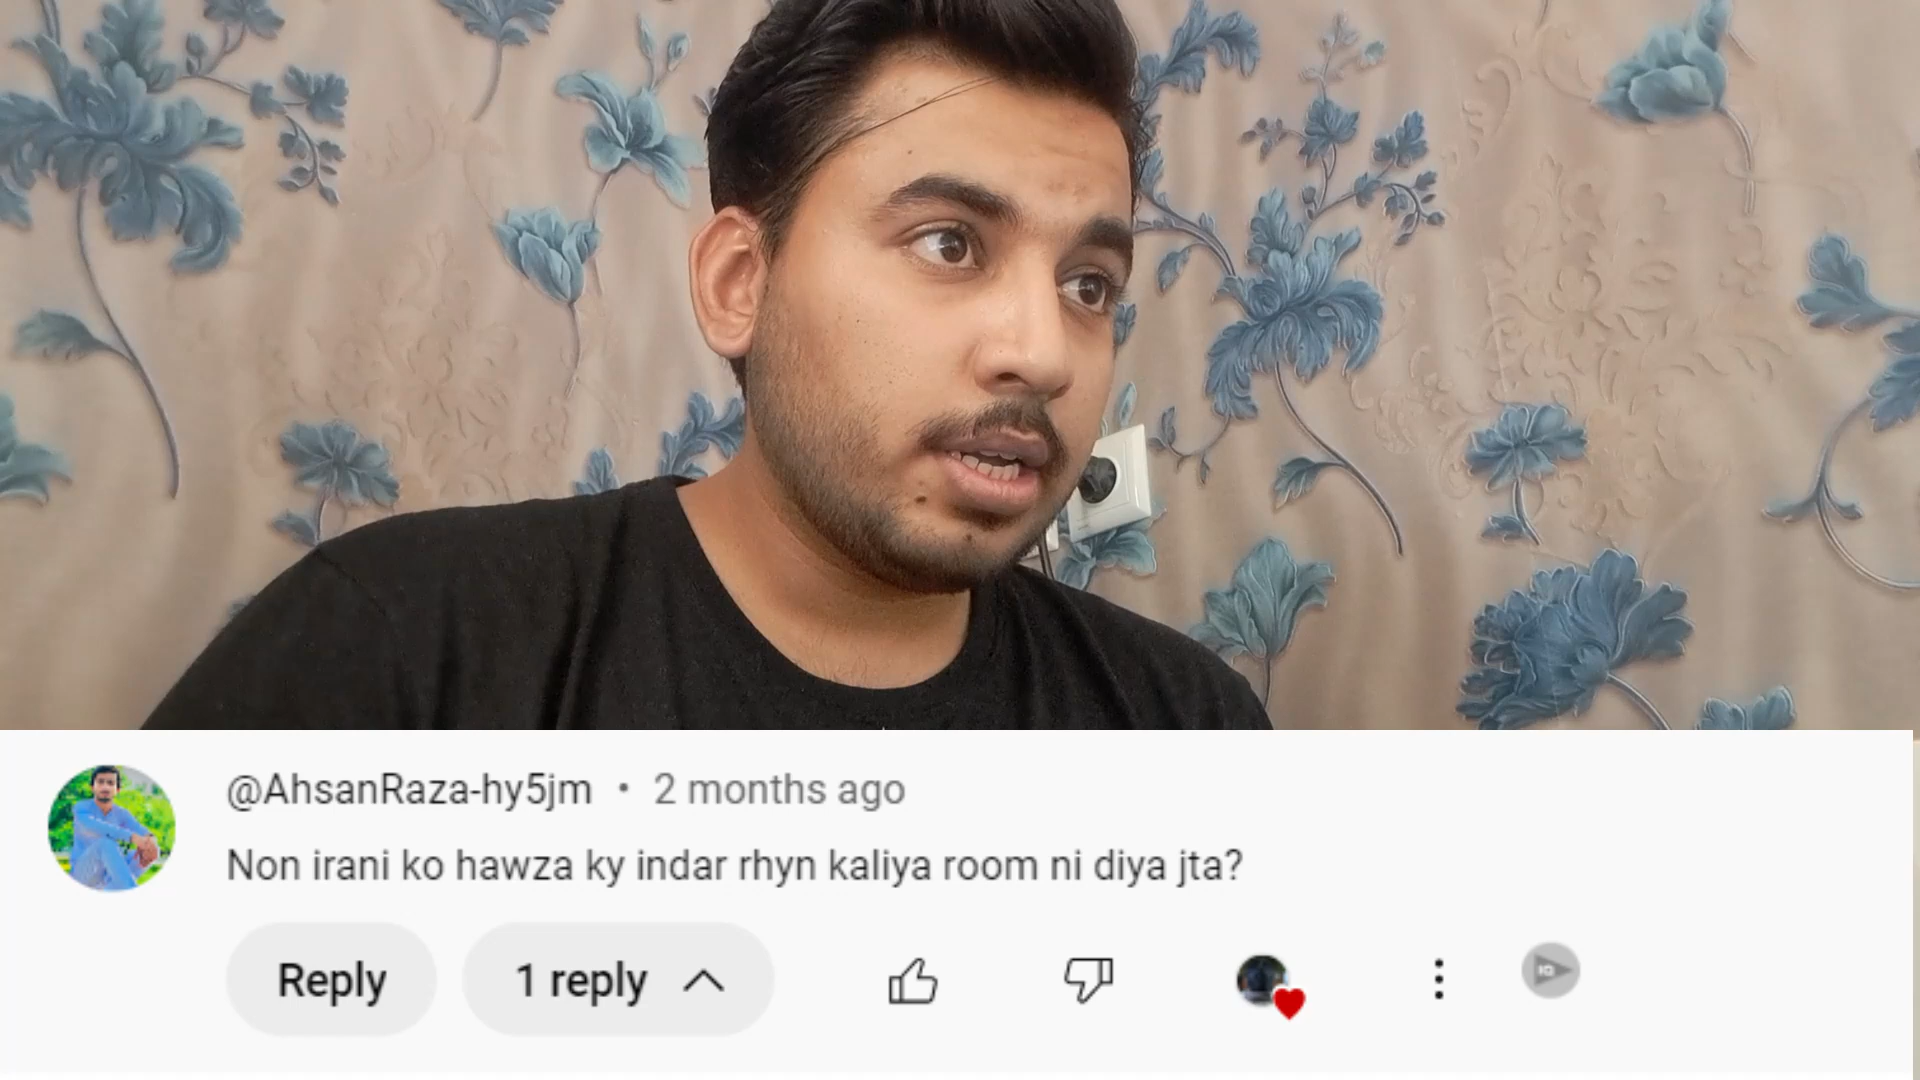 @AhsanRaza-hy5jm • 2 months ago
Non irani ko hawza ky indar rhyn kaliya room ni diya jta?
Reply 1 reply